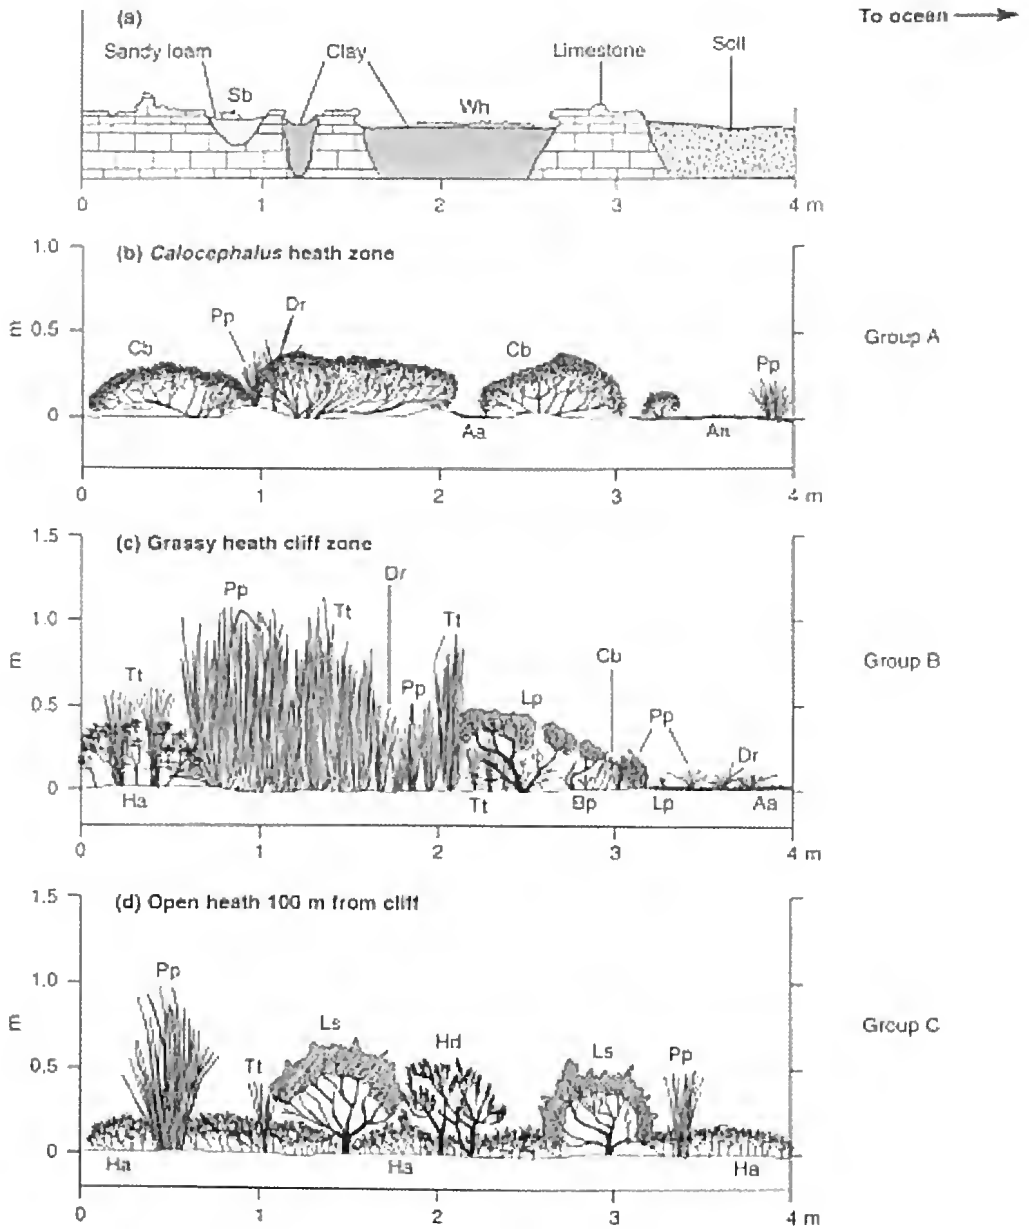 (a)
To ocean
Sandy loam
Clay
Limestone
Soil
Sb
Wh
0 1 2 3 4 m
(b) Calocephalus heath zone
1.0
m 0.5
0
Pp
Dr
Cb
Cb
Pp
Aa
Aa
Group A
0 1 2 3 4 m
(c) Grassy heath cliff zone
1.5
1.0
m
0.5
0
Dr
Pp
Tt
Tt
Tt
Pp
Lp
Cb
Pp
Dr
Ha
Tt
Bp
Lp
Aa
Group B
0 1 2 3 4 m
(d) Open heath 100 m from cliff
1.5
1.0
m
0.5
0
Pp
Tt
Ls
Hd
Ls
Pp
Ha
Ha
Ha
Group C
0 1 2 3 4 m